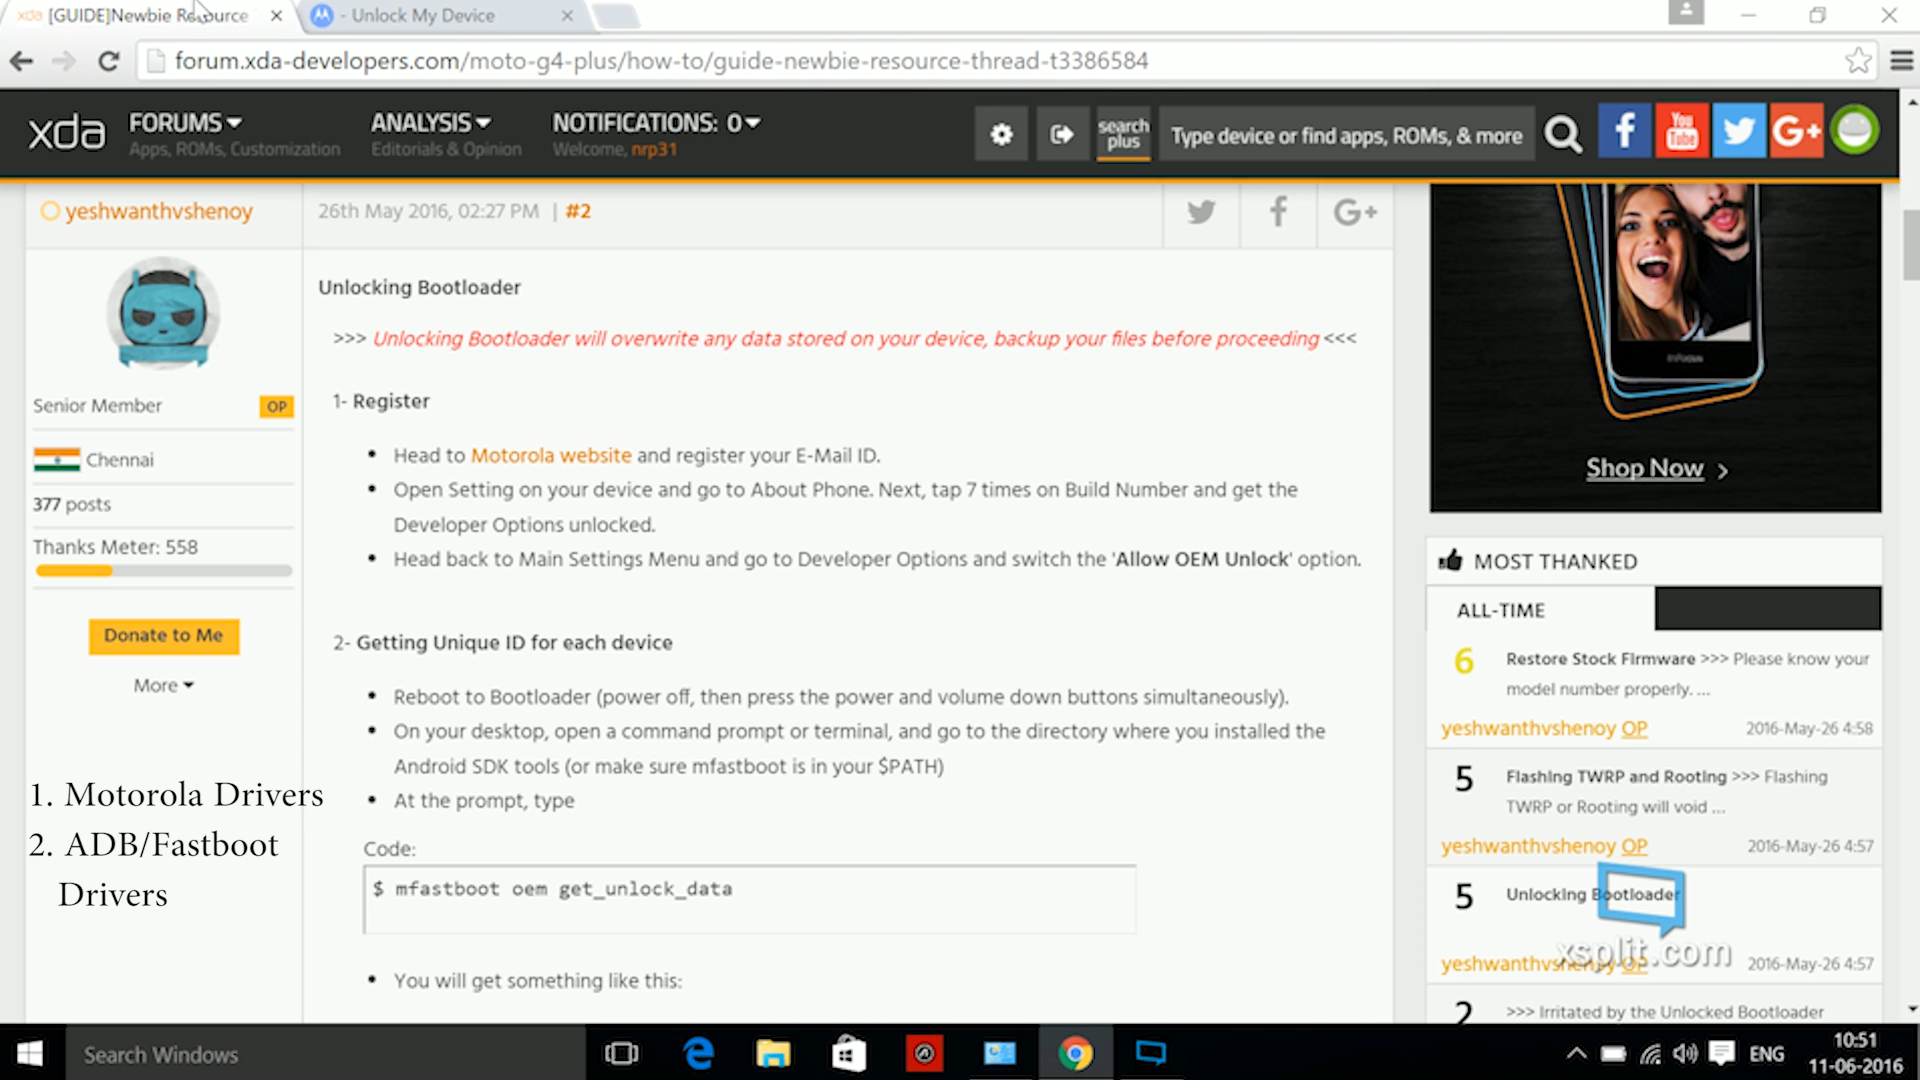 xda [GUIDE]Newbie Resource
- Unlock My Device
forum.xda-developers.com/moto-g4-plus/how-to/guide-newbie-resource-thread-t3386584
xda
FORUMS
Apps, ROMs, Customization
ANALYSIS
Editorials & Opinion
NOTIFICATIONS: 0
Welcome, nrp31
search plus
Type device or find apps, ROMs, & more
f
You Tube
G+
yeshwanthvshenoy
26th May 2016, 02:27 PM | #2
f
G+
Senior Member
OP
Chennai
377 posts
Thanks Meter: 558
Donate to Me
More
1. Motorola Drivers
2. ADB/Fastboot
Drivers
Unlocking Bootloader
>>> Unlocking Bootloader will overwrite any data stored on your device, backup your files before proceeding <<<
1- Register
• Head to Motorola website and register your E-Mail ID.
• Open Setting on your device and go to About Phone. Next, tap 7 times on Build Number and get the
Developer Options unlocked.
• Head back to Main Settings Menu and go to Developer Options and switch the 'Allow OEM Unlock' option.
2- Getting Unique ID for each device
• Reboot to Bootloader (power off, then press the power and volume down buttons simultaneously).
• On your desktop, open a command prompt or terminal, and go to the directory where you installed the
Android SDK tools (or make sure mfastboot is in your $PATH)
• At the prompt, type
Code:
$ mfastboot oem get_unlock_data
• You will get something like this:
InFocus
Shop Now >
MOST THANKED
ALL-TIME
6 Restore Stock Firmware >>> Please know your
model number properly. ...
yeshwanthvshenoy OP 2016-May-26 4:58
5 Flashing TWRP and Rooting >>> Flashing
TWRP or Rooting will void ...
yeshwanthvshenoy OP 2016-May-26 4:57
5 Unlocking Bootloader
xsplit.com
yeshwanthvshenoy OP 2016-May-26 4:57
2 >>> Irritated by the Unlocked Bootloader
Search Windows
ENG
10:51
11-06-2016